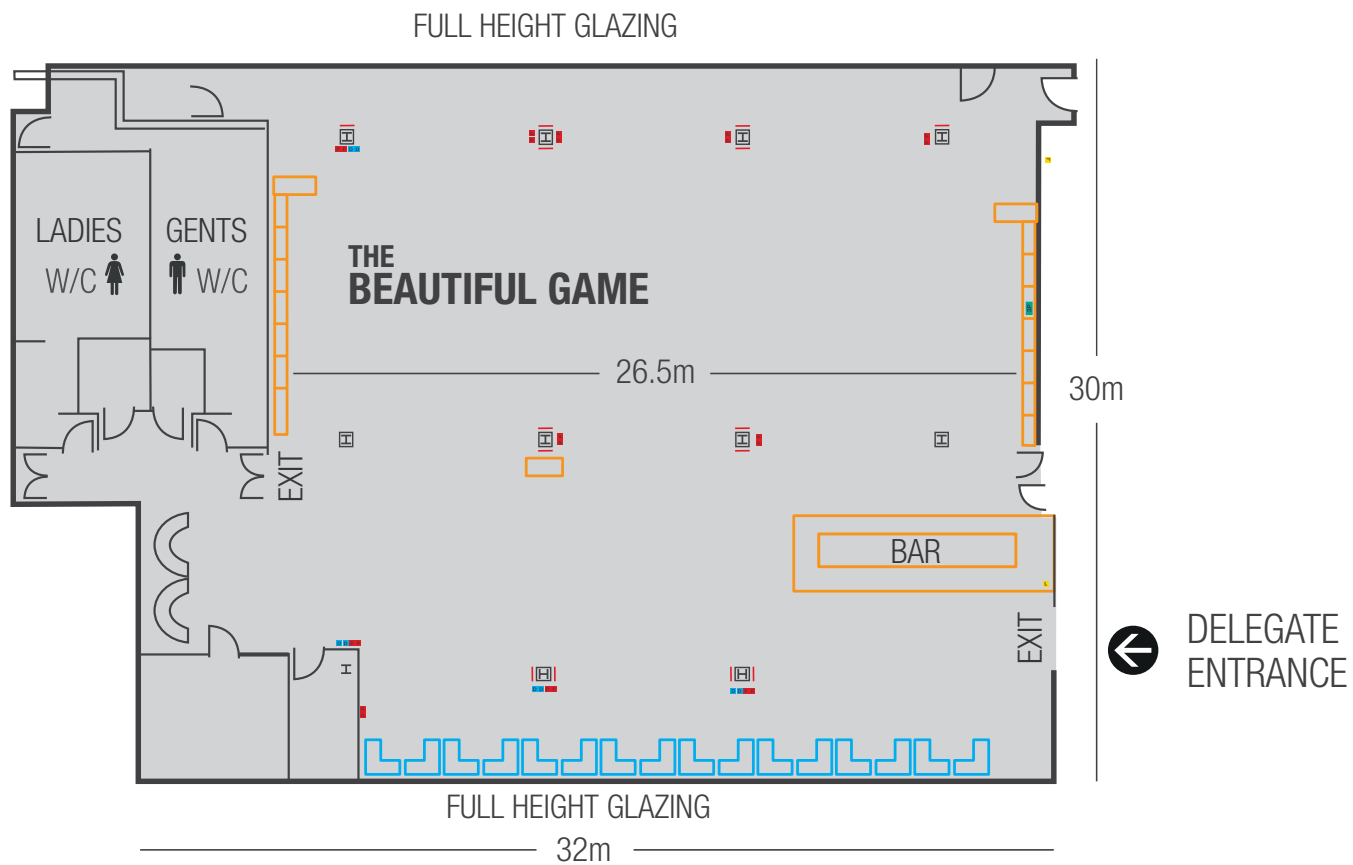 FULL HEIGHT GLAZING
LADIES
W/C
GENTS
W/C
THE
BEAUTIFUL GAME
26.5m
30m
EXIT
BAR
EXIT
DELEGATE
ENTRANCE
FULL HEIGHT GLAZING
32m